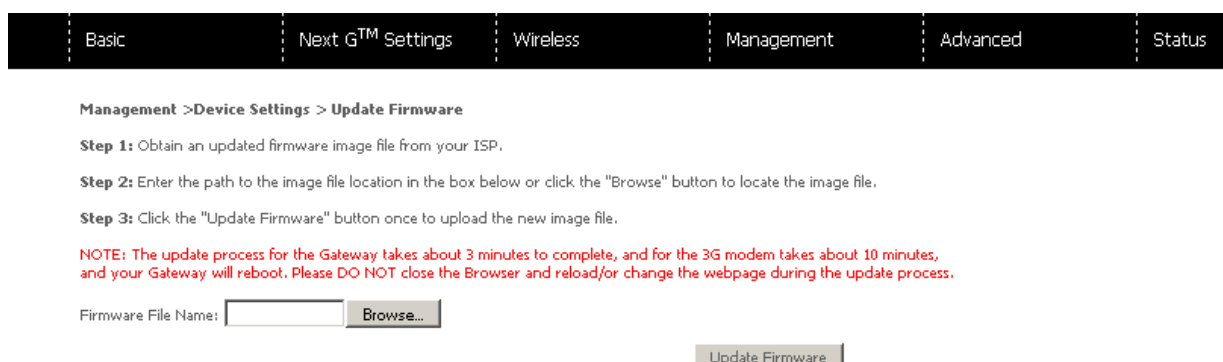 Basic Next G™ Settings Wireless Management Advanced Status
Management >Device Settings > Update Firmware
Step 1: Obtain an updated firmware image file from your ISP.
Step 2: Enter the path to the image file location in the box below or click the "Browse" button to locate the image file.
Step 3: Click the "Update Firmware" button once to upload the new image file.
NOTE: The update process for the Gateway takes about 3 minutes to complete, and for the 3G modem takes about 10 minutes,
and your Gateway will reboot. Please DO NOT close the Browser and reload/or change the webpage during the update process.
Firmware File Name: Browse...
Update Firmware